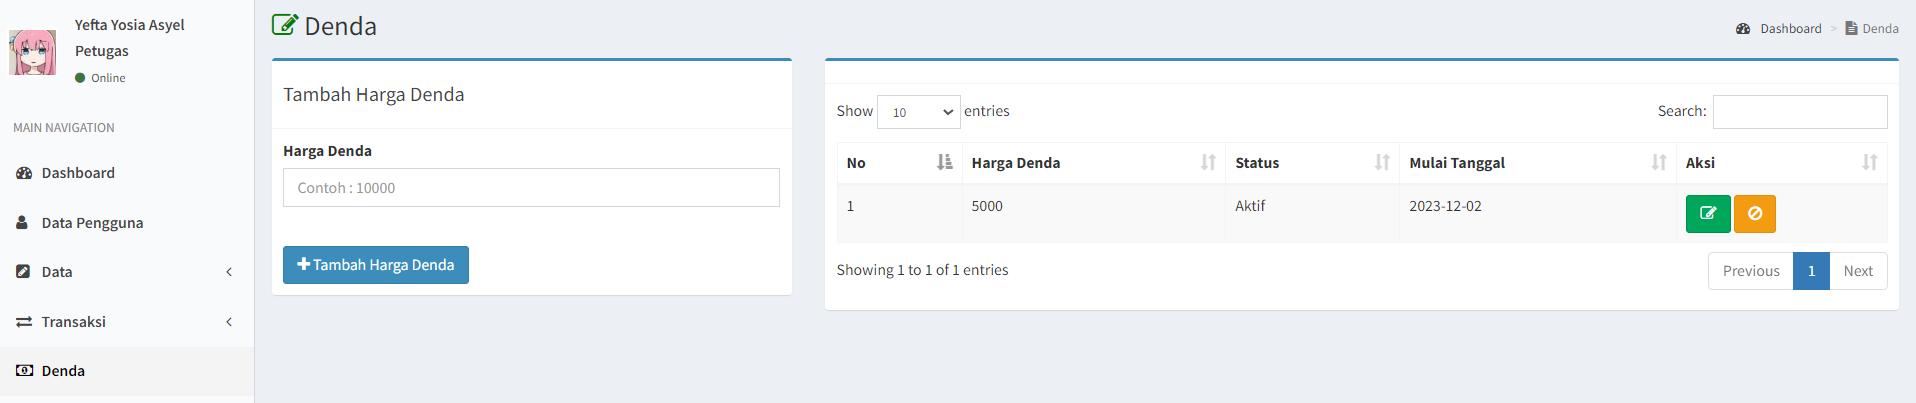 Yefta Yosia Asyel
Petugas
Online
MAIN NAVIGATION
Dashboard
Data Pengguna
Data
Transaksi
Denda
Denda
Dashboard > Denda
Tambah Harga Denda
Harga Denda
Contoh : 10000
Tambah Harga Denda
Show 10 entries
Search:
No Harga Denda Status Mulai Tanggal Aksi
1 5000 Aktif 2023-12-02
Showing 1 to 1 of 1 entries
Previous 1 Next